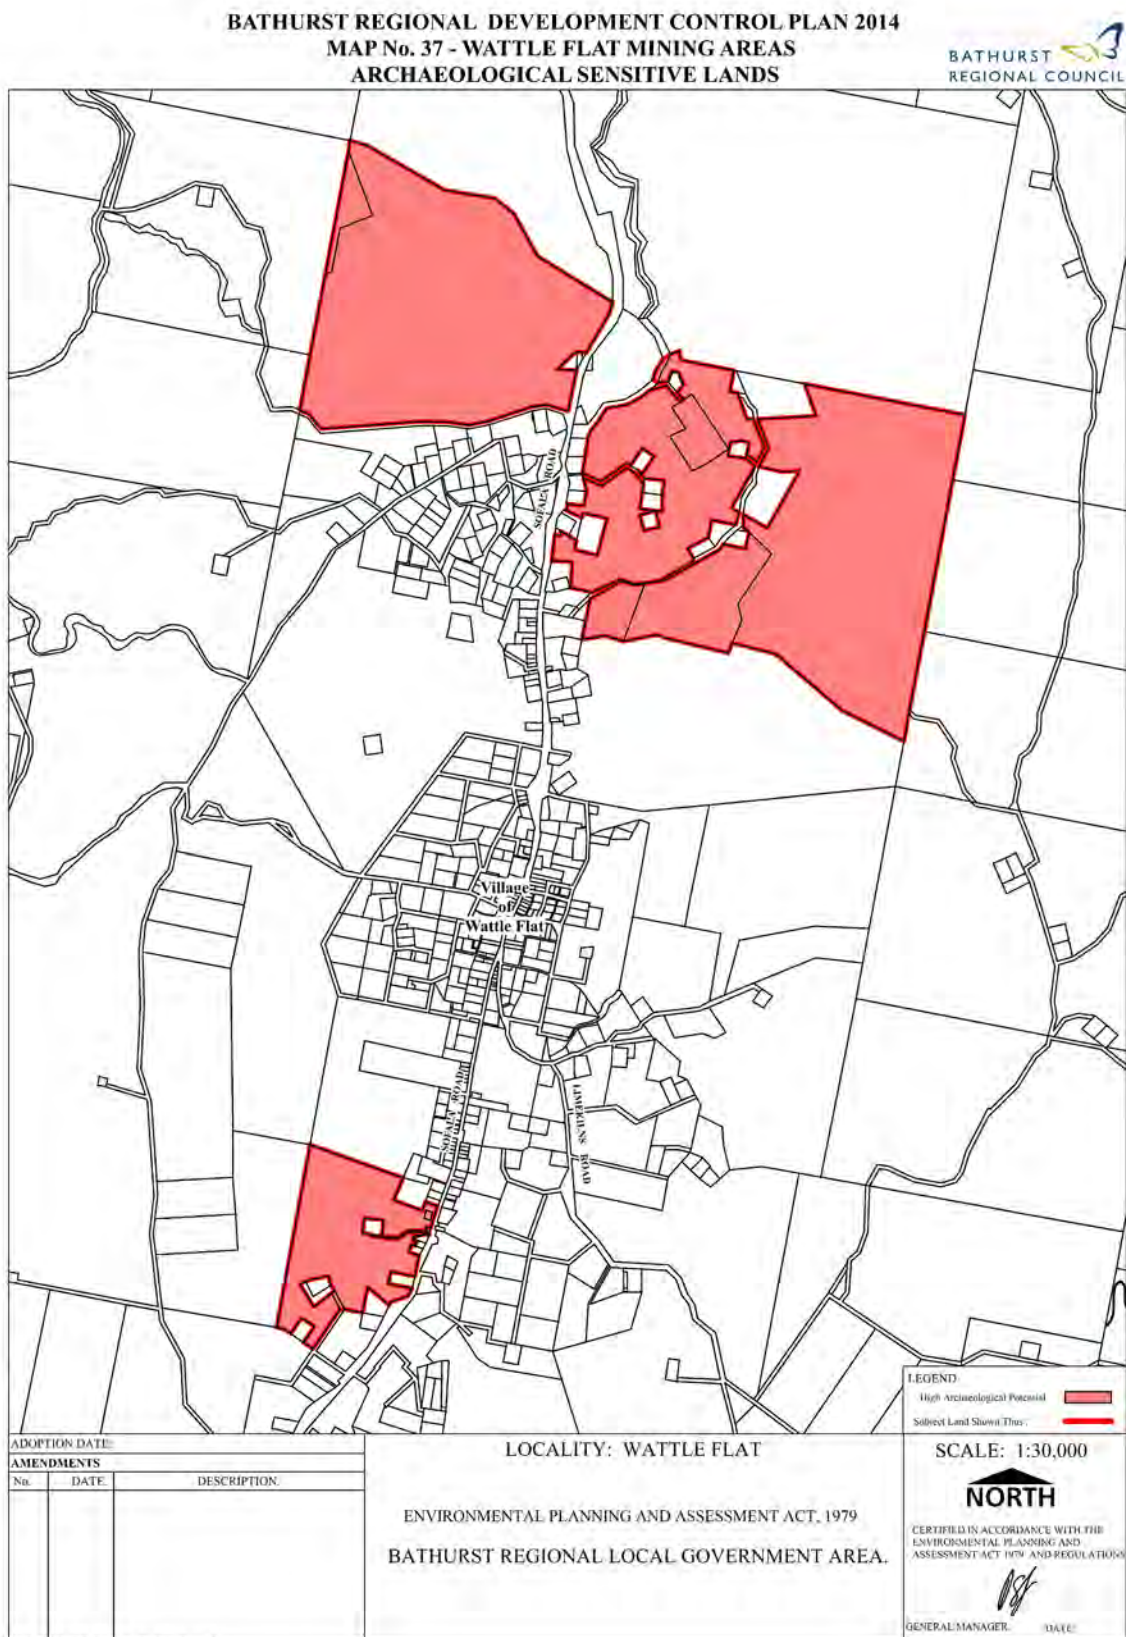 BATHURST REGIONAL DEVELOPMENT CONTROL PLAN 2014
MAP No. 37 - WATTLE FLAT MINING AREAS
ARCHAEOLOGICAL SENSITIVE LANDS
BATHURST
REGIONAL COUNCIL
SOFALA ROAD
Village
of
Wattle Flat
SOFALA ROAD
LIMEKILNS ROAD
LEGEND
High Archaeological Potential
Subject Land Shown Thus:
ADOPTION DATE:
AMENDMENTS
No. DATE. DESCRIPTION.
LOCALITY: WATTLE FLAT
ENVIRONMENTAL PLANNING AND ASSESSMENT ACT, 1979
BATHURST REGIONAL LOCAL GOVERNMENT AREA.
SCALE: 1:30,000
NORTH
CERTIFIED IN ACCORDANCE WITH THE
ENVIRONMENTAL PLANNING AND
ASSESSMENT ACT 1979 AND REGULATIONS
GENERAL MANAGER. DATE: